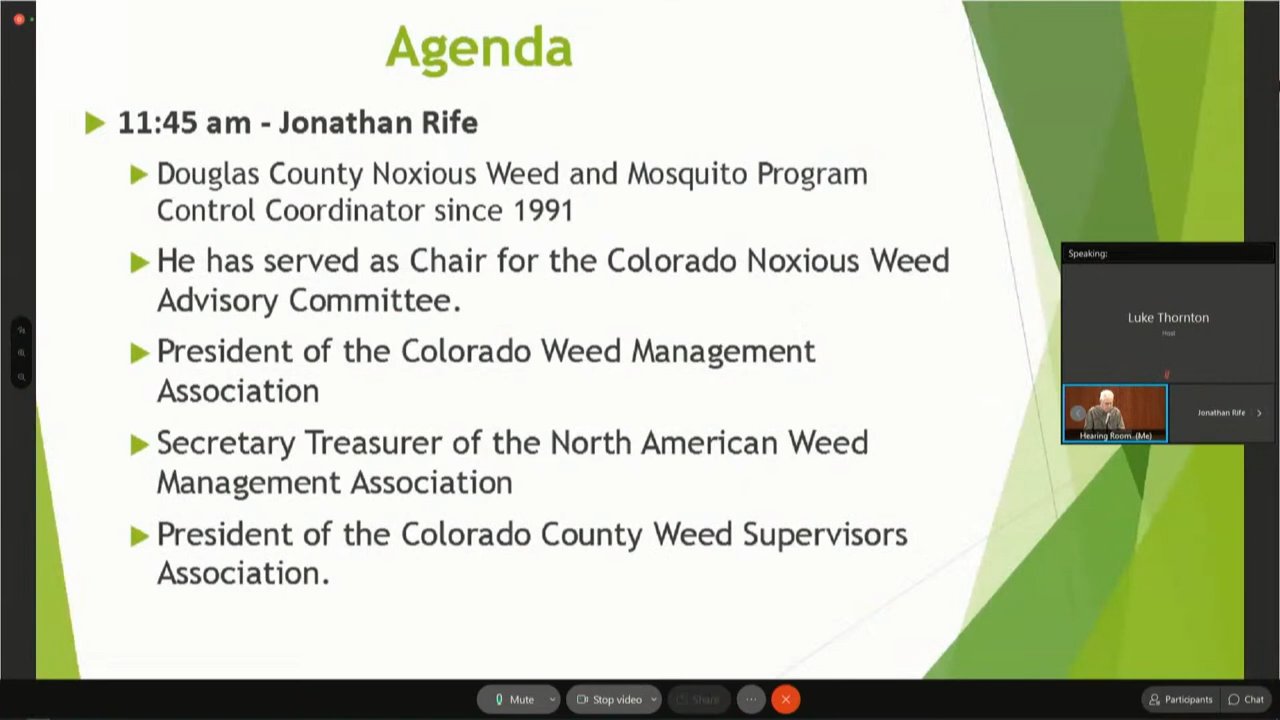 Agenda
11:45 am - Jonathan Rife
Douglas County Noxious Weed and Mosquito Program
Control Coordinator since 1991
He has served as Chair for the Colorado Noxious Weed
Advisory Committee.
President of the Colorado Weed Management
Association
Secretary Treasurer of the North American Weed
Management Association
President of the Colorado County Weed Supervisors
Association.
Speaking:
Luke Thornton
Host
Hearing Room (Me)
Jonathan Rife
Mute
Stop video
Share
Participants
Chat